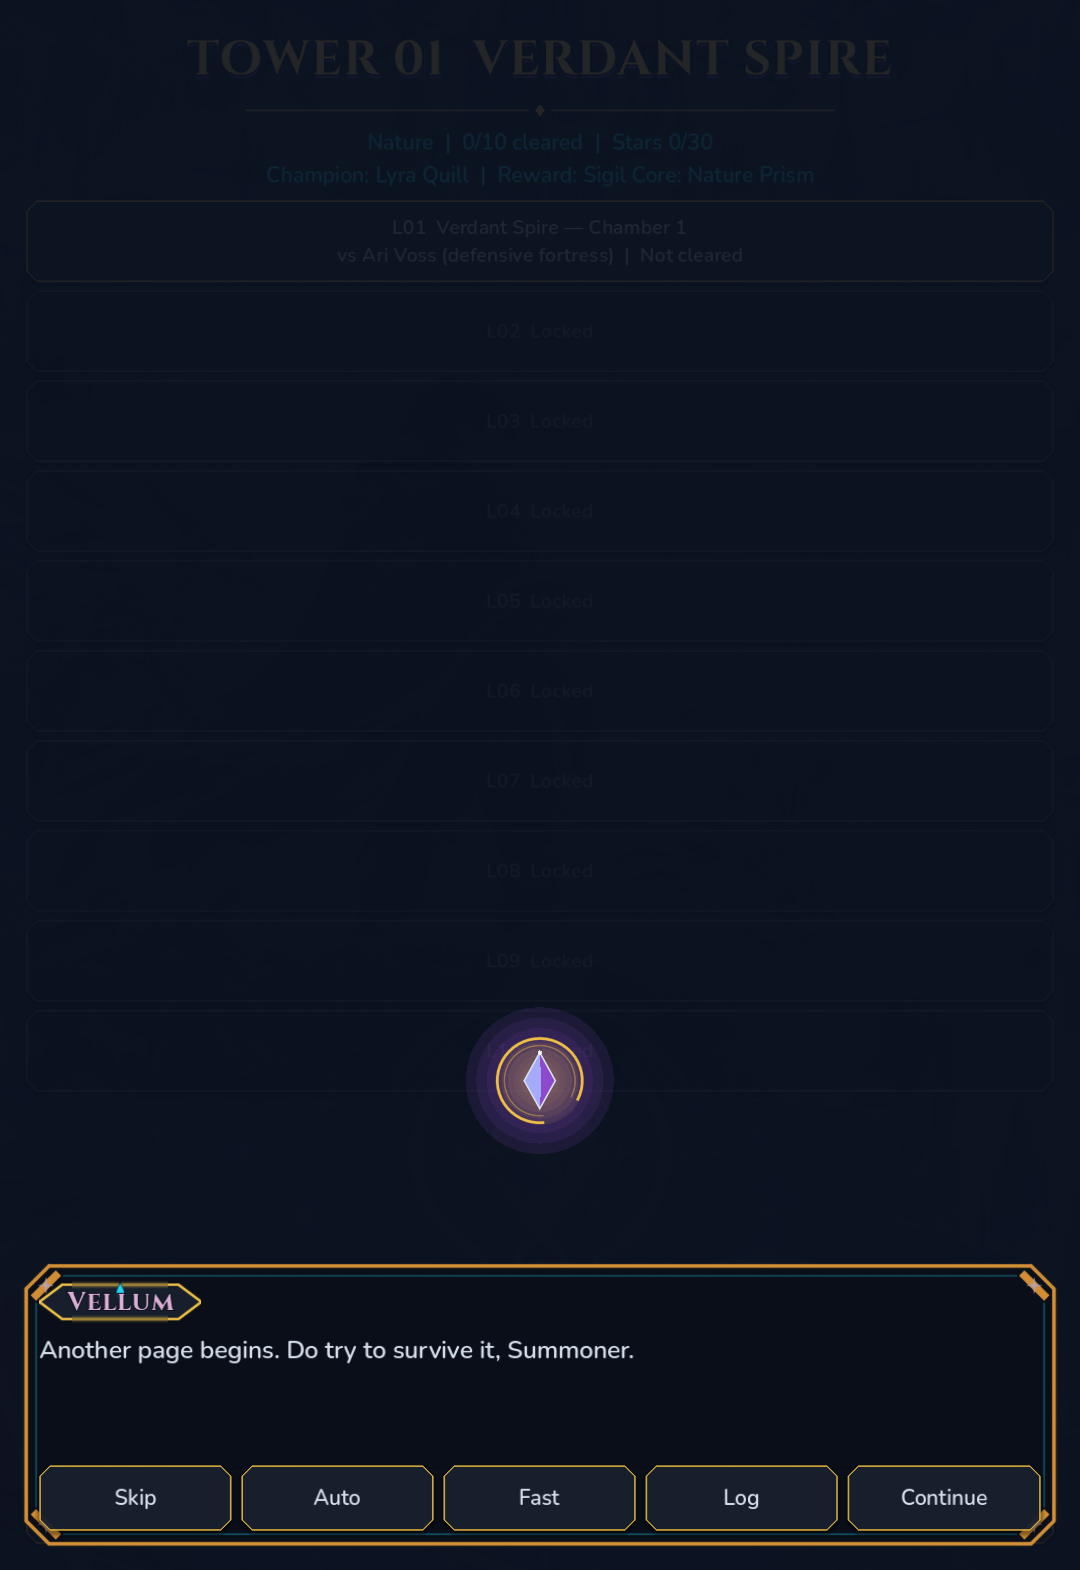 TOWER 01 VERDANT SPIRE
Nature | 0/10 cleared | Stars 0/30
Champion: Lyra Quill | Reward: Sigil Core: Nature Prism
L01 Verdant Spire — Chamber 1
vs Ari Voss (defensive fortress) | Not cleared
L02 Locked
L03 Locked
L04 Locked
L05 Locked
L06 Locked
L07 Locked
L08 Locked
L09 Locked
VELLUM
Another page begins. Do try to survive it, Summoner.
Skip
Auto
Fast
Log
Continue